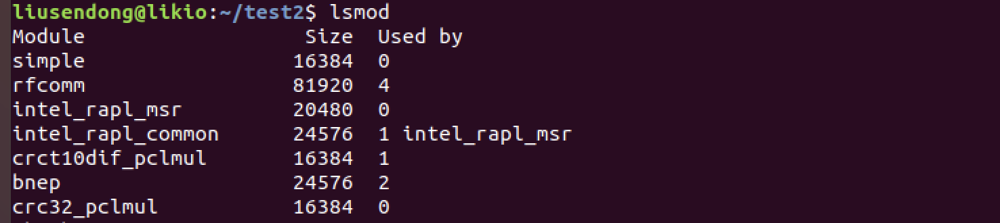 liusendong@likio:~/test2$ lsmod
Module                  Size  Used by
simple                 16384  0
rfcomm                 81920  4
intel_rapl_msr         20480  0
intel_rapl_common      24576  1 intel_rapl_msr
crct10dif_pclmul       16384  1
bnep                   24576  2
crc32_pclmul           16384  0